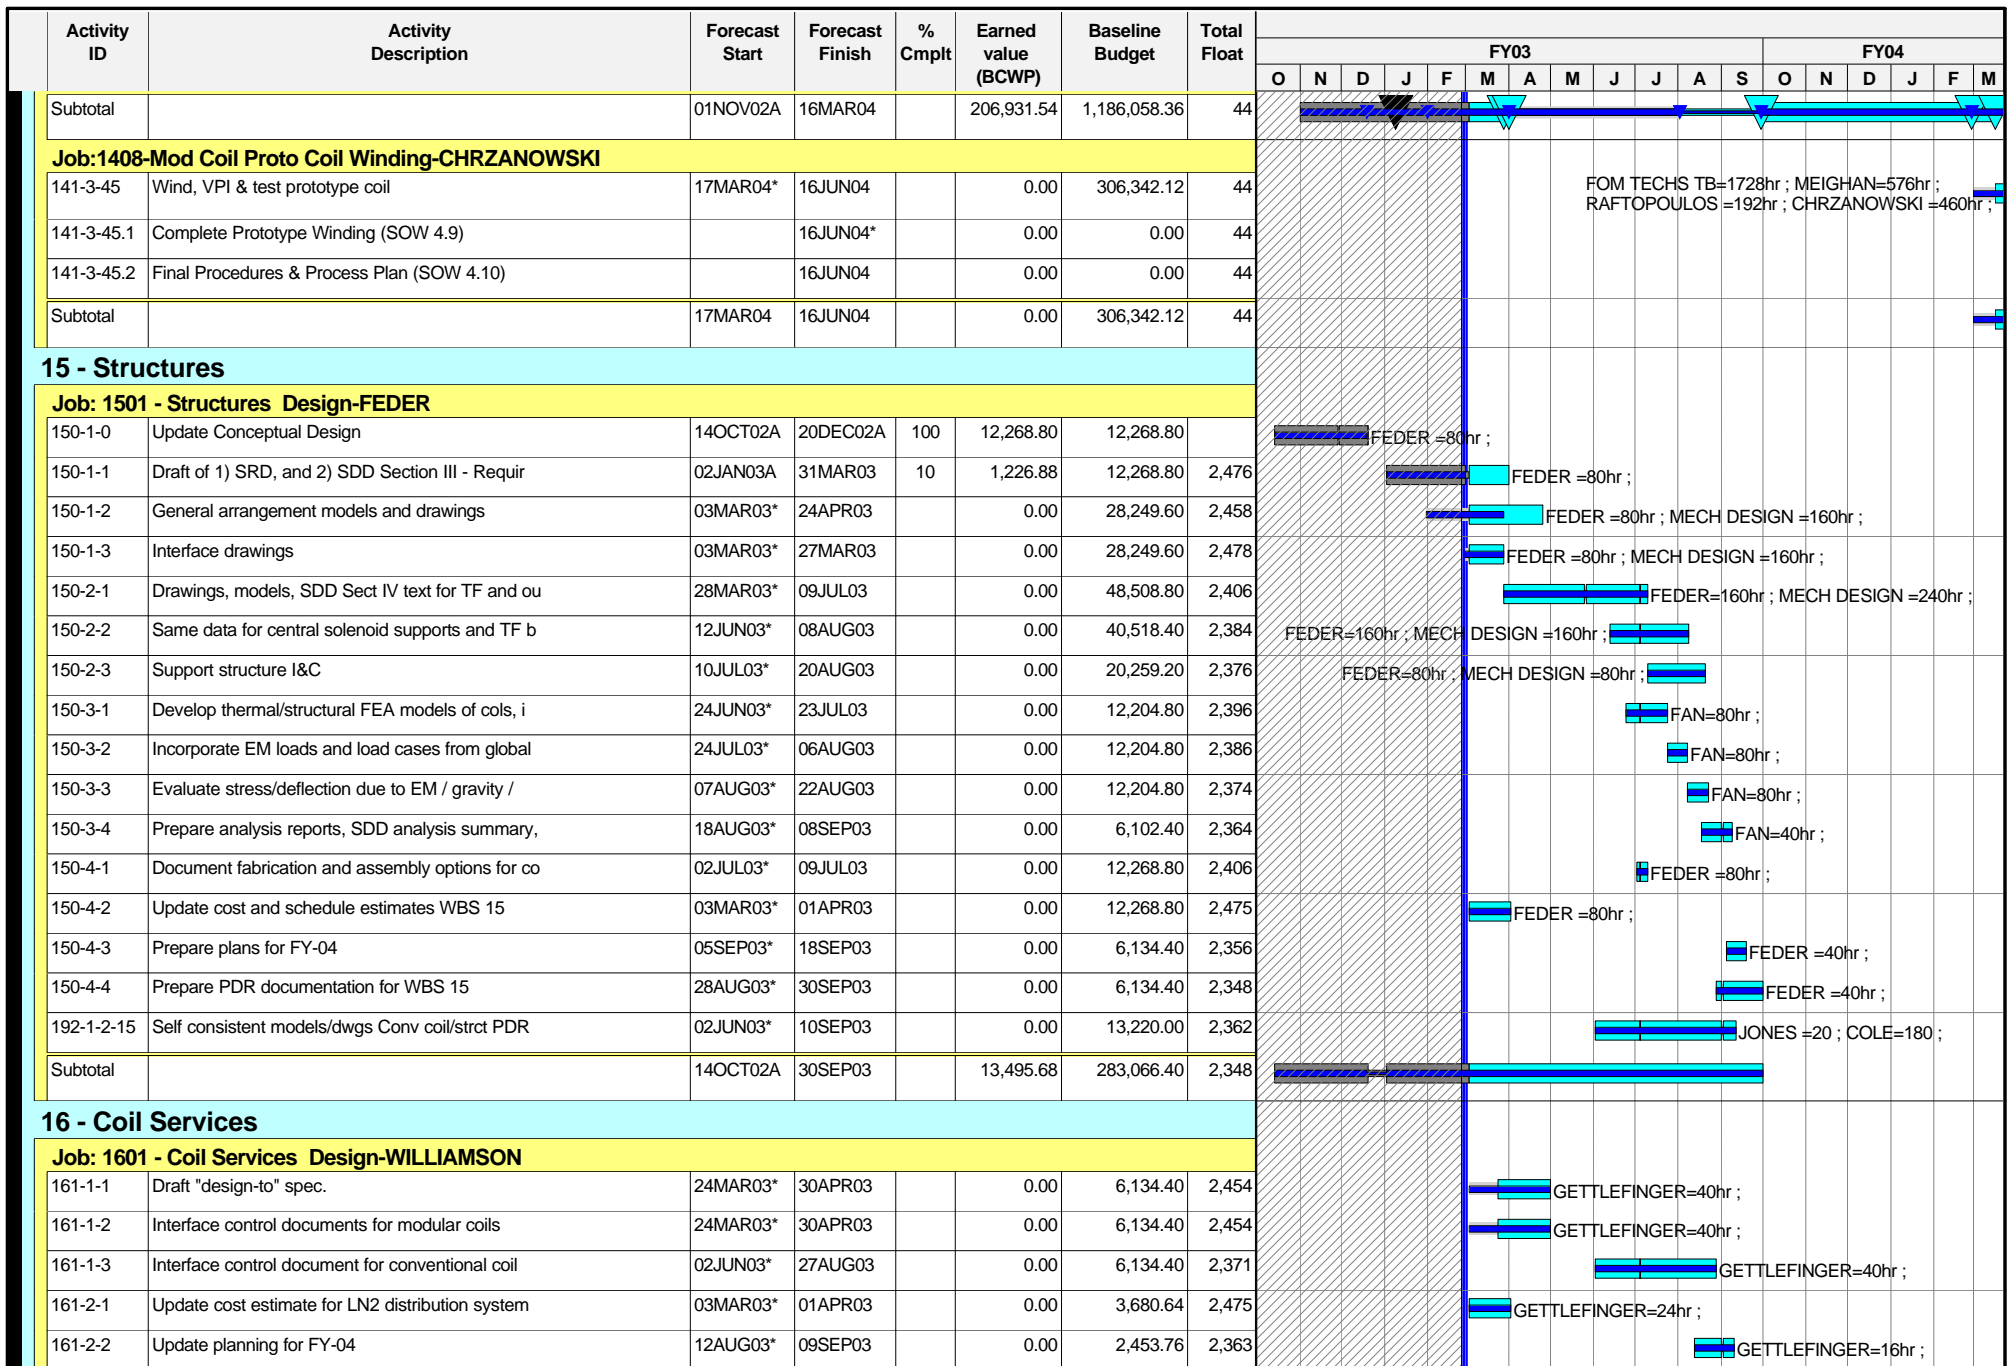 Activity ID Activity Description Forecast Start Forecast Finish % Cmplt Earned value (BCWP) Baseline Budget Total Float
FY03 FY04
O N D J F M A M J J A S O N D J F M
Subtotal 01NOV02A 16MAR04 206,931.54 1,186,058.36 44
Job:1408-Mod Coil Proto Coil Winding-CHRZANOWSKI
141-3-45 Wind, VPI & test prototype coil 17MAR04* 16JUN04 0.00 306,342.12 44 FOM TECHS TB=1728hr ; MEIGHAN=576hr ;
RAFTOPOULOS =192hr ; CHRZANOWSKI =460hr ;
141-3-45.1 Complete Prototype Winding (SOW 4.9) 16JUN04* 0.00 0.00 44
141-3-45.2 Final Procedures & Process Plan (SOW 4.10) 16JUN04 0.00 0.00 44
Subtotal 17MAR04 16JUN04 0.00 306,342.12 44
15 - Structures
Job: 1501 - Structures Design-FEDER
150-1-0 Update Conceptual Design 14OCT02A 20DEC02A 100 12,268.80 12,268.80 FEDER =80hr ;
150-1-1 Draft of 1) SRD, and 2) SDD Section III - Requir 02JAN03A 31MAR03 10 1,226.88 12,268.80 2,476 FEDER =80hr ;
150-1-2 General arrangement models and drawings 03MAR03* 24APR03 0.00 28,249.60 2,458 FEDER =80hr ; MECH DESIGN =160hr ;
150-1-3 Interface drawings 03MAR03* 27MAR03 0.00 28,249.60 2,478 FEDER =80hr ; MECH DESIGN =160hr ;
150-2-1 Drawings, models, SDD Sect IV text for TF and ou 28MAR03* 09JUL03 0.00 48,508.80 2,406 FEDER=160hr ; MECH DESIGN =240hr ;
150-2-2 Same data for central solenoid supports and TF b 12JUN03* 08AUG03 0.00 40,518.40 2,384 FEDER=160hr ; MECH DESIGN =160hr ;
150-2-3 Support structure I&C 10JUL03* 20AUG03 0.00 20,259.20 2,376 FEDER=80hr ; MECH DESIGN =80hr ;
150-3-1 Develop thermal/structural FEA models of cols, i 24JUN03* 23JUL03 0.00 12,204.80 2,396 FAN=80hr ;
150-3-2 Incorporate EM loads and load cases from global 24JUL03* 06AUG03 0.00 12,204.80 2,386 FAN=80hr ;
150-3-3 Evaluate stress/deflection due to EM / gravity / 07AUG03* 22AUG03 0.00 12,204.80 2,374 FAN=80hr ;
150-3-4 Prepare analysis reports, SDD analysis summary, 18AUG03* 08SEP03 0.00 6,102.40 2,364 FAN=40hr ;
150-4-1 Document fabrication and assembly options for co 02JUL03* 09JUL03 0.00 12,268.80 2,406 FEDER =80hr ;
150-4-2 Update cost and schedule estimates WBS 15 03MAR03* 01APR03 0.00 12,268.80 2,475 FEDER =80hr ;
150-4-3 Prepare plans for FY-04 05SEP03* 18SEP03 0.00 6,134.40 2,356 FEDER =40hr ;
150-4-4 Prepare PDR documentation for WBS 15 28AUG03* 30SEP03 0.00 6,134.40 2,348 FEDER =40hr ;
192-1-2-15 Self consistent models/dwgs Conv coil/strct PDR 02JUN03* 10SEP03 0.00 13,220.00 2,362 JONES =20 ; COLE=180 ;
Subtotal 14OCT02A 30SEP03 13,495.68 283,066.40 2,348
16 - Coil Services
Job: 1601 - Coil Services Design-WILLIAMSON
161-1-1 Draft "design-to" spec. 24MAR03* 30APR03 0.00 6,134.40 2,454 GETTLEFINGER=40hr ;
161-1-2 Interface control documents for modular coils 24MAR03* 30APR03 0.00 6,134.40 2,454 GETTLEFINGER=40hr ;
161-1-3 Interface control document for conventional coil 02JUN03* 27AUG03 0.00 6,134.40 2,371 GETTLEFINGER=40hr ;
161-2-1 Update cost estimate for LN2 distribution system 03MAR03* 01APR03 0.00 3,680.64 2,475 GETTLEFINGER=24hr ;
161-2-2 Update planning for FY-04 12AUG03* 09SEP03 0.00 2,453.76 2,363 GETTLEFINGER=16hr ;